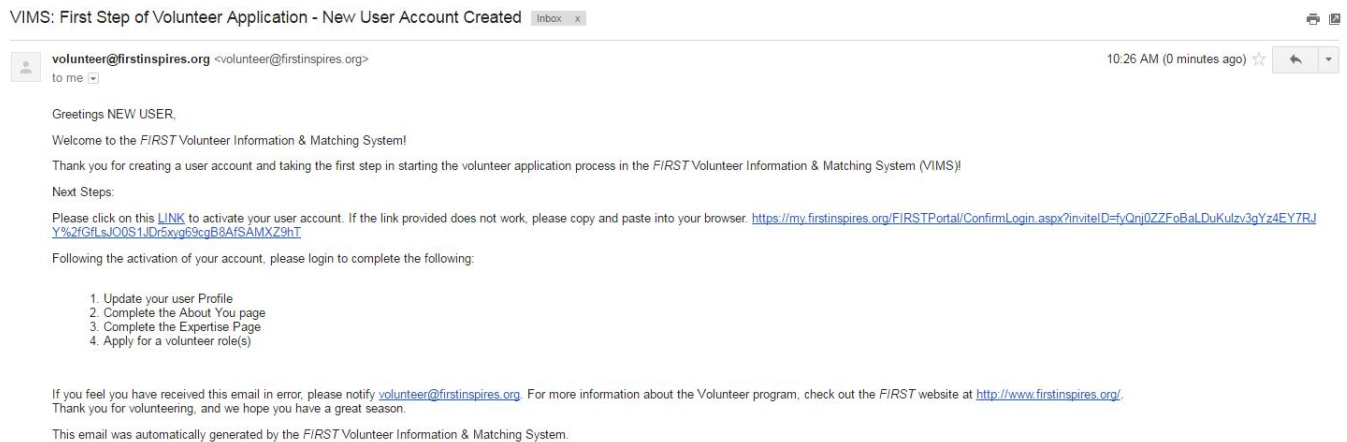 VIMS: First Step of Volunteer Application - New User Account Created Inbox x
volunteer@firstinspires.org <volunteer@firstinspires.org> 10:26 AM (0 minutes ago)
to me
Greetings NEW USER,
Welcome to the FIRST Volunteer Information & Matching System!
Thank you for creating a user account and taking the first step in starting the volunteer application process in the FIRST Volunteer Information & Matching System (VIMS)!
Next Steps:
Please click on this LINK to activate your user account. If the link provided does not work, please copy and paste into your browser. https://my.firstinspires.org/FIRSTPortal/ConfirmLogin.aspx?inviteID=fyQnj0ZZFoBaLDuKulzv3gYz4EY7RJ
Y%2fGfLsJO0S1JDr5xyg69cgB8AfSAMXZ9hT
Following the activation of your account, please login to complete the following:
1. Update your user Profile
2. Complete the About You page
3. Complete the Expertise Page
4. Apply for a volunteer role(s)
If you feel you have received this email in error, please notify volunteer@firstinspires.org. For more information about the Volunteer program, check out the FIRST website at http://www.firstinspires.org/.
Thank you for volunteering, and we hope you have a great season.
This email was automatically generated by the FIRST Volunteer Information & Matching System.